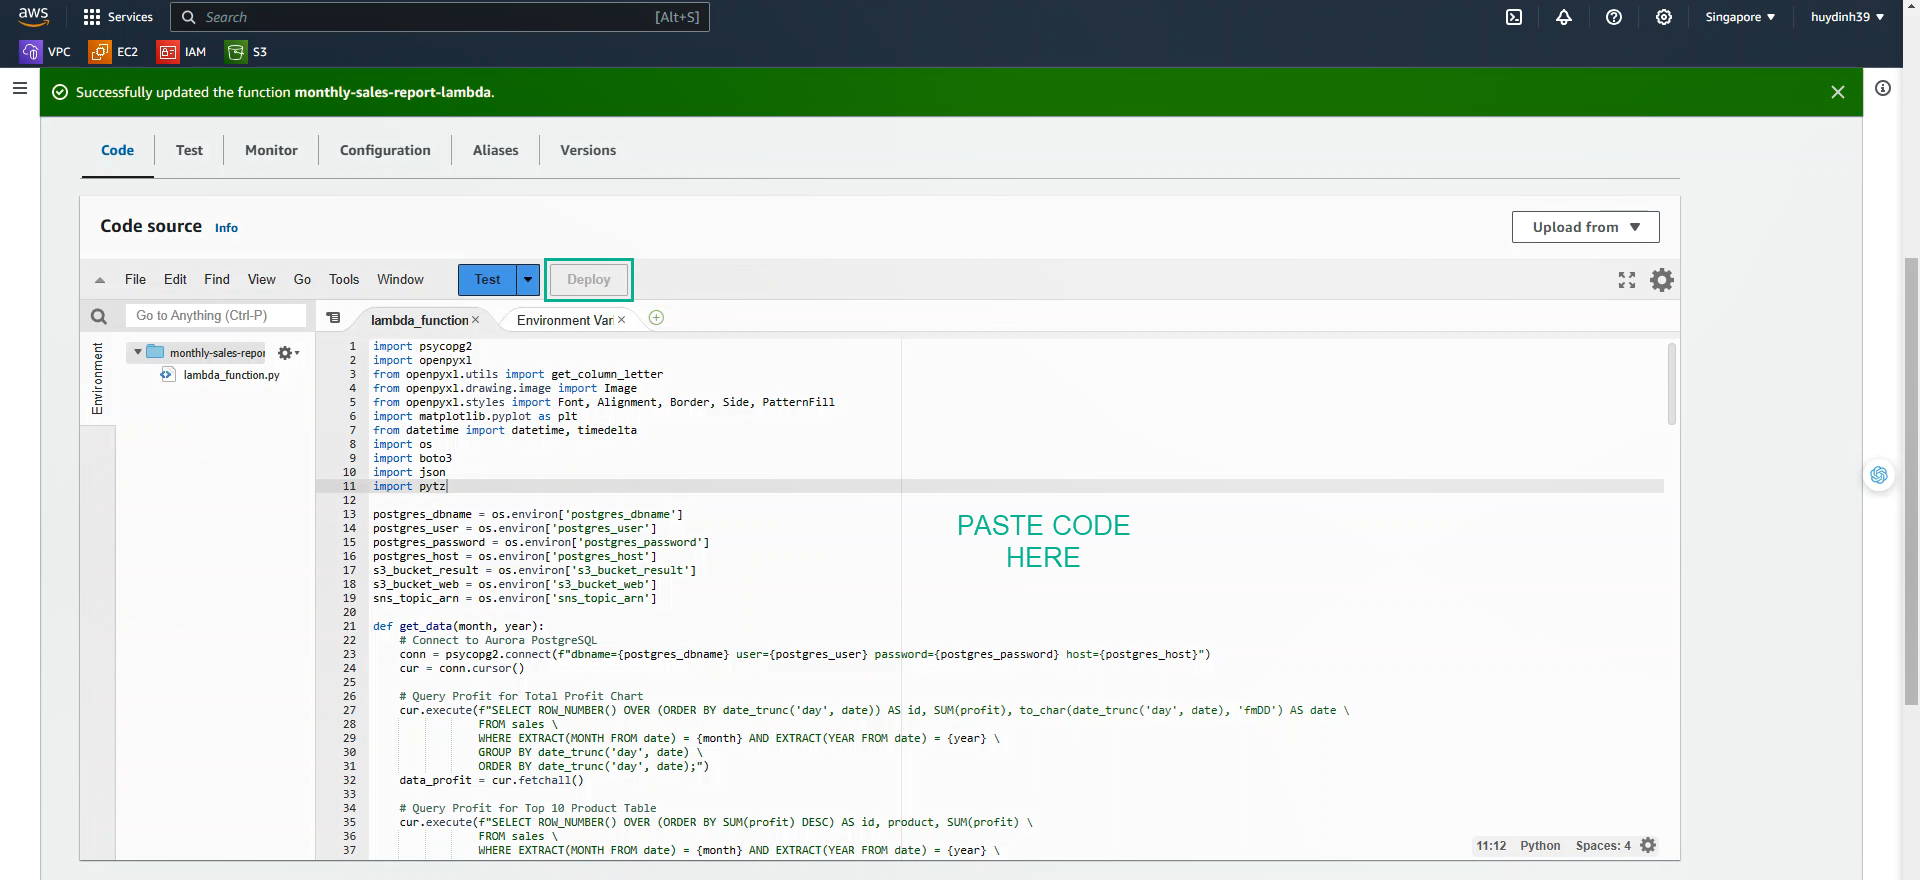 aws
Services
Search
[Alt+S]
Singapore
huydinh39
VPC
EC2
IAM
S3
Successfully updated the function monthly-sales-report-lambda.
Code
Test
Monitor
Configuration
Aliases
Versions
Code source
Info
Upload from
File
Edit
Find
View
Go
Tools
Window
Test
Deploy
Go to Anything (Ctrl-P)
lambda_function
Environment Vari
Environment
monthly-sales-repor
lambda_function.py
1 import psycopg2
2 import openpyxl
3 from openpyxl.utils import get_column_letter
4 from openpyxl.drawing.image import Image
5 from openpyxl.styles import Font, Alignment, Border, Side, PatternFill
6 import matplotlib.pyplot as plt
7 from datetime import datetime, timedelta
8 import os
9 import boto3
10 import json
11 import pytz
12
13 postgres_dbname = os.environ['postgres_dbname']
14 postgres_user = os.environ['postgres_user']
15 postgres_password = os.environ['postgres_password']
16 postgres_host = os.environ['postgres_host']
17 s3_bucket_result = os.environ['s3_bucket_result']
18 s3_bucket_web = os.environ['s3_bucket_web']
19 sns_topic_arn = os.environ['sns_topic_arn']
20
21 def get_data(month, year):
22 # Connect to Aurora PostgreSQL
23 conn = psycopg2.connect(f"dbname={postgres_dbname} user={postgres_user} password={postgres_password} host={postgres_host}")
24 cur = conn.cursor()
25
26 # Query Profit for Total Profit Chart
27 cur.execute(f"SELECT ROW_NUMBER() OVER (ORDER BY date_trunc('day', date)) AS id, SUM(profit), to_char(date_trunc('day', date), 'fmDD') AS date \
28 FROM sales \
29 WHERE EXTRACT(MONTH FROM date) = {month} AND EXTRACT(YEAR FROM date) = {year} \
30 GROUP BY date_trunc('day', date) \
31 ORDER BY date_trunc('day', date);")
32 data_profit = cur.fetchall()
33
34 # Query Profit for Top 10 Product Table
35 cur.execute(f"SELECT ROW_NUMBER() OVER (ORDER BY SUM(profit) DESC) AS id, product, SUM(profit) \
36 FROM sales \
37 WHERE EXTRACT(MONTH FROM date) = {month} AND EXTRACT(YEAR FROM date) = {year} \
PASTE CODE
HERE
11:12
Python
Spaces: 4